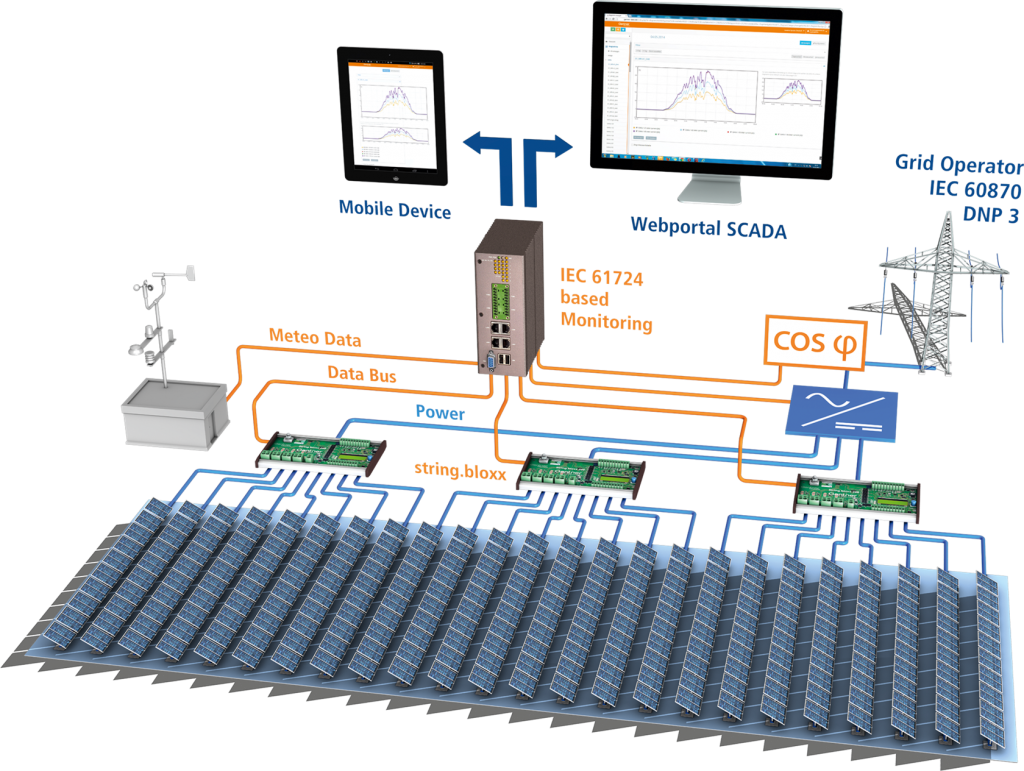 Grid Operator
IEC 60870
DNP 3
Mobile Device
Webportal SCADA
IEC 61724
based
Monitoring
COS φ
Meteo Data
Data Bus
Power
string.bloxx